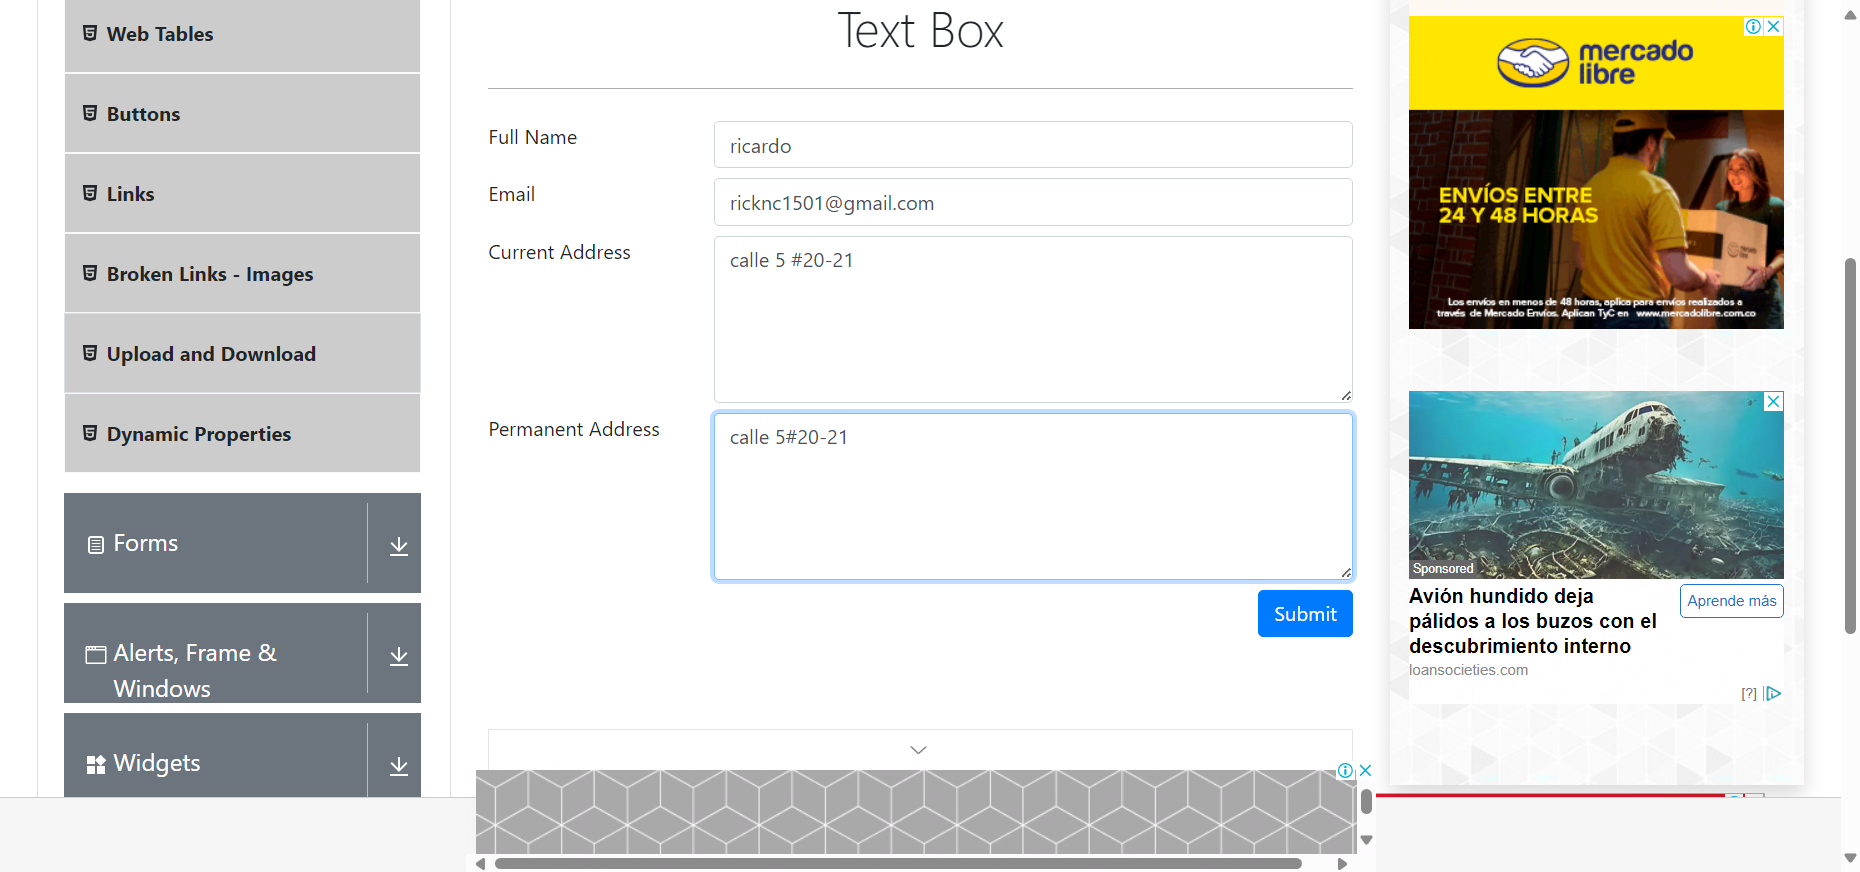 Web Tables
Buttons
Links
Broken Links - Images
Upload and Download
Dynamic Properties
Forms
Alerts, Frame &
Windows
Widgets
Text Box
Full Name
ricardo
Email
ricknc1501@gmail.com
Current Address
calle 5 #20-21
Permanent Address
calle 5#20-21
Submit
mercado
libre
ENVÍOS ENTRE
24 Y 48 HORAS
Los envíos en menos de 48 horas, aplica para envíos realizados a
través de Mercado Envíos. Aplican TyC en www.mercadolibre.com.co
Sponsored
Avión hundido deja
pálidos a los buzos con el
descubrimiento interno
Aprende más
loansocieties.com
[?]